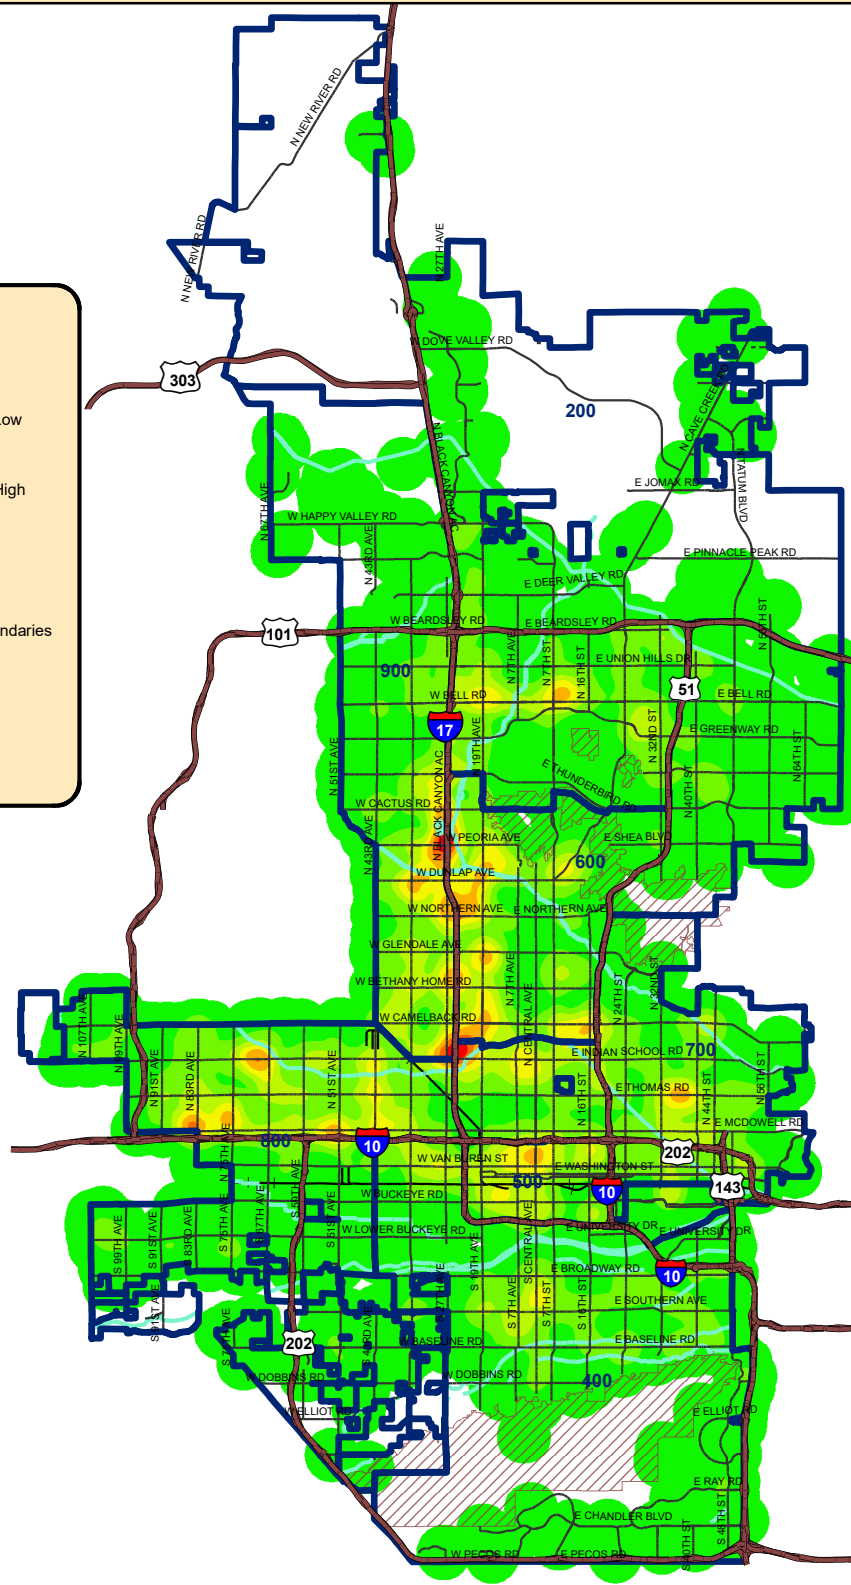 N NEW RIVER RD
N NEW RIVER RD
N 27TH AVE
W DOVE VALLEY RD
303
200
N CAVE CREEK RD
Low
N BLACK CANYON AC
High
E JOMAX RD
N TATUM BLVD
N 67TH AVE
W HAPPY VALLEY RD
N 43RD AVE
E PINNACLE PEAK RD
E DEER VALLEY RD
ndaries
101
W BEARDSLEY RD
E BEARDSLEY RD
N 7TH AVE
N 7TH ST
N 16TH ST
E UNION HILLS DR
N 56TH ST
900
51
W BELL RD
E BELL RD
17
N 19TH AVE
N 32ND ST
E GREENWAY RD
N 51ST AVE
N BLACK CANYON AC
E THUNDERBIRD RD
N 40TH ST
N 64TH ST
W CACTUS RD
N 43RD AVE
W PEORIA AVE
E SHEA BLVD
600
W DUNLAP AVE
W NORTHERN AVE
E NORTHERN AVE
W GLENDALE AVE
N 7TH AVE
N 24TH ST
N 32ND ST
W BETHANY HOME RD
N CENTRAL AVE
N 107TH AVE
N 99TH AVE
W CAMELBACK RD
E INDIAN SCHOOL RD
700
N 91ST AVE
N 83RD AVE
N 51ST AVE
N 16TH ST
E THOMAS RD
N 44TH ST
N 56TH ST
E MCDOWELL RD
800
10
N 75TH AVE
202
W VAN BUREN ST
E WASHINGTON ST
500
10
143
W BUCKEYE RD
S 59TH AVE
S 67TH AVE
S 75TH AVE
S 51ST AVE
W LOWER BUCKEYE RD
E UNIVERSITY DR
E UNIVERSITY DR
S 99TH AVE
S 91ST AVE
S 83RD AVE
S 19TH AVE
S CENTRAL AVE
E BROADWAY RD
10
S 27TH AVE
S 7TH AVE
S 7TH ST
S 16TH ST
E SOUTHERN AVE
S 91ST AVE
202
S 43RD AVE
W BASELINE RD
E BASELINE RD
W DOBBINS RD
W DOBBINS RD
400
W ELLIOT RD
E ELLIOT RD
E RAY RD
E CHANDLER BLVD
S 48TH ST
W PECOS RD
E PECOS RD